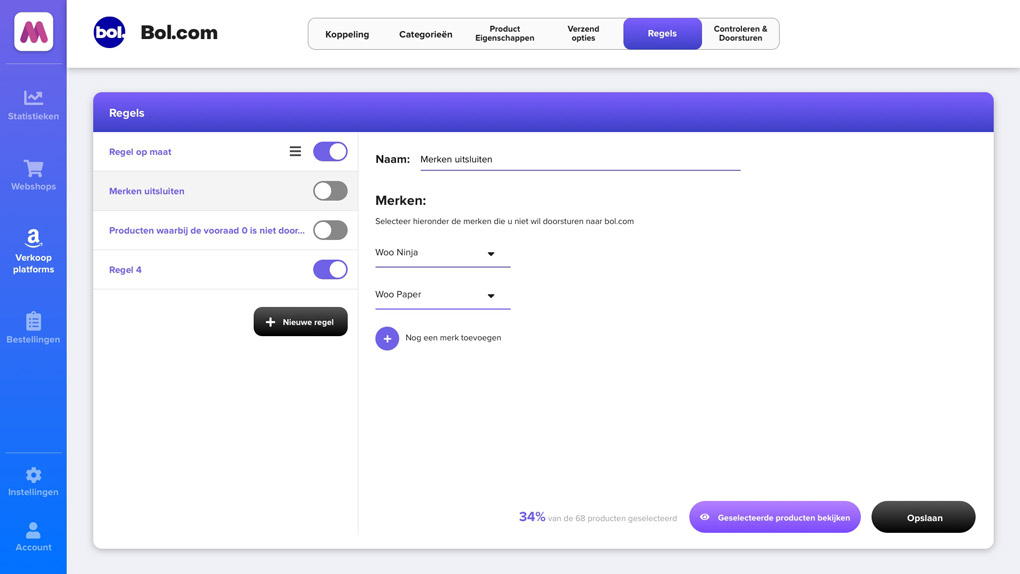 bol.
Bol.com
Koppeling
Categorieën
Product
Eigenschappen
Verzend
opties
Regels
Controleren &
Doorsturen
Statistieken
Webshops
Verkoop
platforms
Bestellingen
Instellingen
Account
Regels
Regel op maat
Merken uitsluiten
Producten waarbij de vooraad 0 is niet door...
Regel 4
Nieuwe regel
Naam: Merken uitsluiten
Merken:
Selecteer hieronder de merken die u niet wil doorsturen naar bol.com
Woo Ninja
Woo Paper
Nog een merk toevoegen
34% van de 68 producten geselecteerd
Geselecteerde producten bekijken
Opslaan